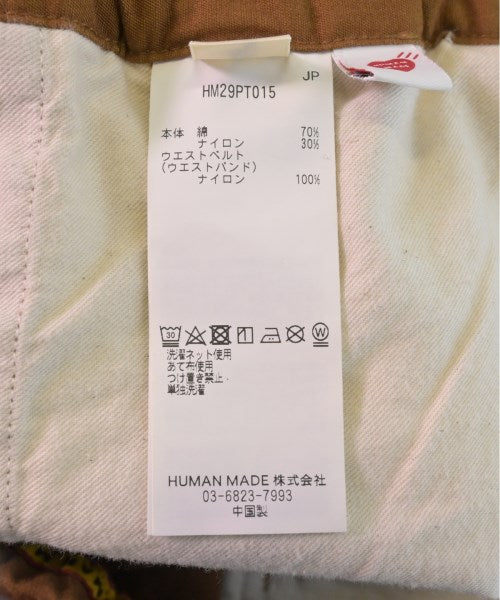 JP
HM29PT015
本体 綿 70%
ナイロン 30%
ウエストベルト
(ウエストバンド)
ナイロン 100%
30
W
洗濯ネット使用
あて布使用
つけ置き禁止.
単独洗濯
HUMAN MADE 株式会社
03-6823-7993
中国製